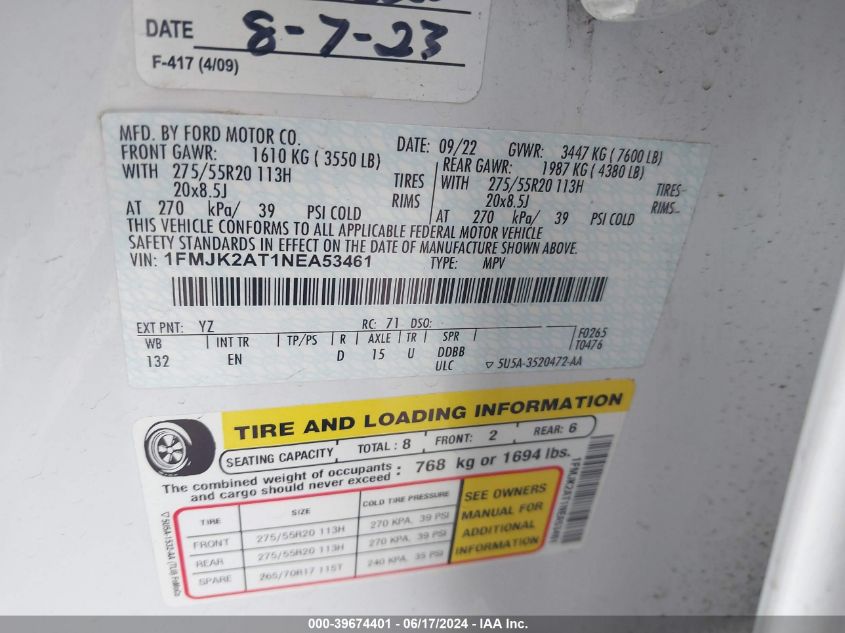 DATE 8-7-23
F-417 (4/09)
MFD. BY FORD MOTOR CO. DATE: 09/22 GVWR: 3447 KG (7600 LB)
FRONT GAWR: 1610 KG (3550 LB) REAR GAWR: 1987 KG (4380 LB)
WITH 275/55R20 113H TIRES WITH 275/55R20 113H TIRES
20x8.5J RIMS 20x8.5J RIMS
AT 270 kPa/ 39 PSI COLD AT 270 kPa/ 39 PSI COLD
THIS VEHICLE CONFORMS TO ALL APPLICABLE FEDERAL MOTOR VEHICLE
SAFETY STANDARDS IN EFFECT ON THE DATE OF MANUFACTURE SHOWN ABOVE.
VIN: 1FMJK2AT1NEA53461 TYPE: MPV
EXT PNT: YZ RC: 71 DSO: F0265
WB INT TR TP/PS R AXLE TR SPR T0476
132 EN D 15 U DDBB
ULC ▽ 5U5A-3520472-AA
TIRE AND LOADING INFORMATION
SEATING CAPACITY TOTAL: 8 FRONT: 2 REAR: 6
The combined weight of occupants and cargo should never exceed : 768 kg or 1694 lbs.
TIRE SIZE COLD TIRE PRESSURE
FRONT 275/55R20 113H 270 KPA, 39 PSI
REAR 275/55R20 113H 270 KPA, 39 PSI
SPARE 265/70R17 115T 240 KPA, 35 PSI
SEE OWNERS
MANUAL FOR
ADDITIONAL
INFORMATION
000-39674401 - 06/17/2024 - IAA Inc.